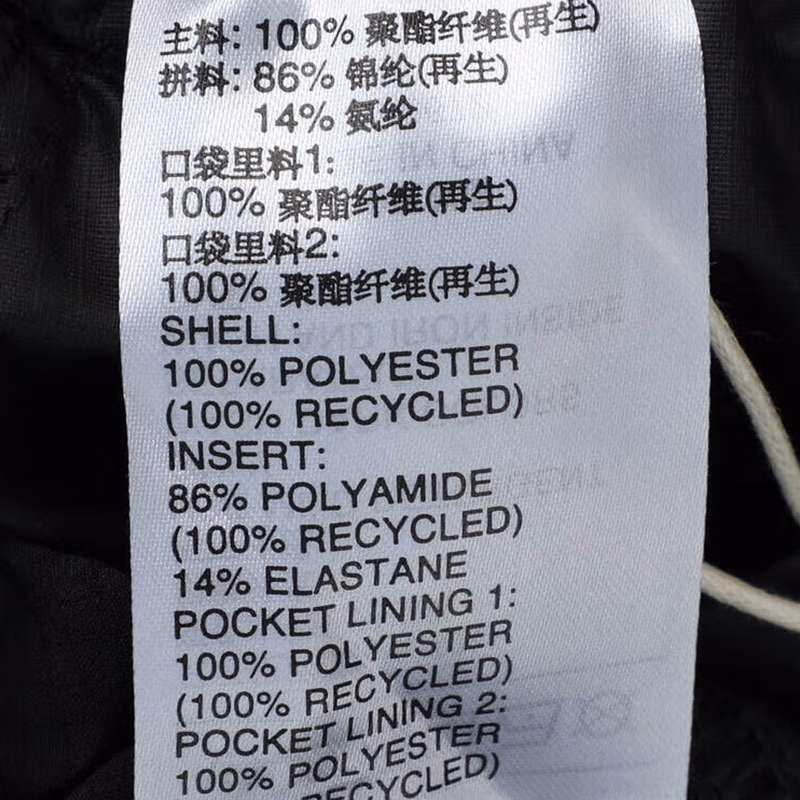 主料: 100% 聚酯纤维(再生)
拼料: 86% 锦纶(再生)
14% 氨纶
口袋里料1:
100% 聚酯纤维(再生)
口袋里料2:
100% 聚酯纤维(再生)
SHELL:
100% POLYESTER
(100% RECYCLED)
INSERT:
86% POLYAMIDE
(100% RECYCLED)
14% ELASTANE
POCKET LINING 1:
100% POLYESTER
(100% RECYCLED)
POCKET LINING 2:
100% POLYESTER
RECYCLED)